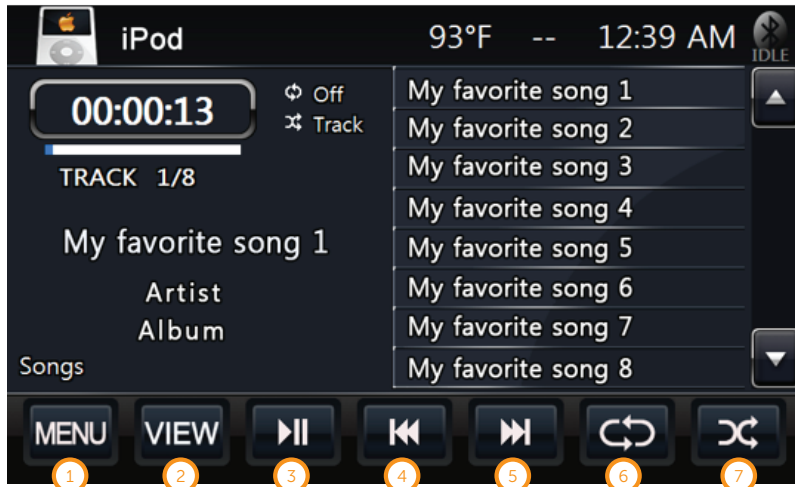 iPod 93°F -- 12:39 AM
IDLE
00:00:13
Off
Track
TRACK 1/8
My favorite song 1
Artist
Album
Songs
My favorite song 1
My favorite song 2
My favorite song 3
My favorite song 4
My favorite song 5
My favorite song 6
My favorite song 7
My favorite song 8
MENU VIEW
1 2 3 4 5 6 7